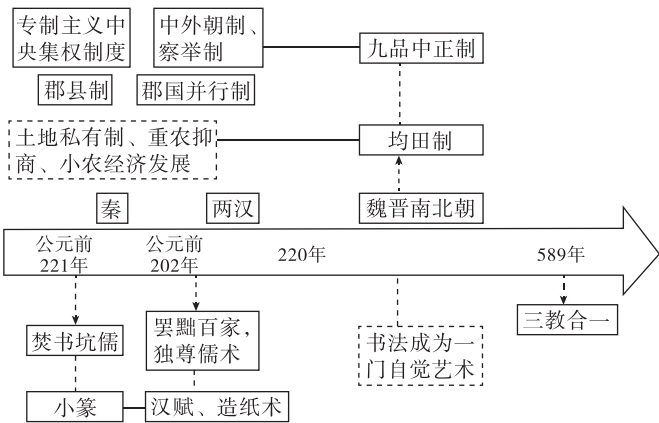 专制主义中
央集权制度
中外朝制、
察举制
九品中正制
郡县制
郡国并行制
土地私有制、重农抑
商、小农经济发展
均田制
秦
两汉
魏晋南北朝
公元前
221年
公元前
202年
220年
589年
焚书坑儒
罢黜百家，
独尊儒术
书法成为一
门自觉艺术
三教合一
小篆
汉赋、造纸术